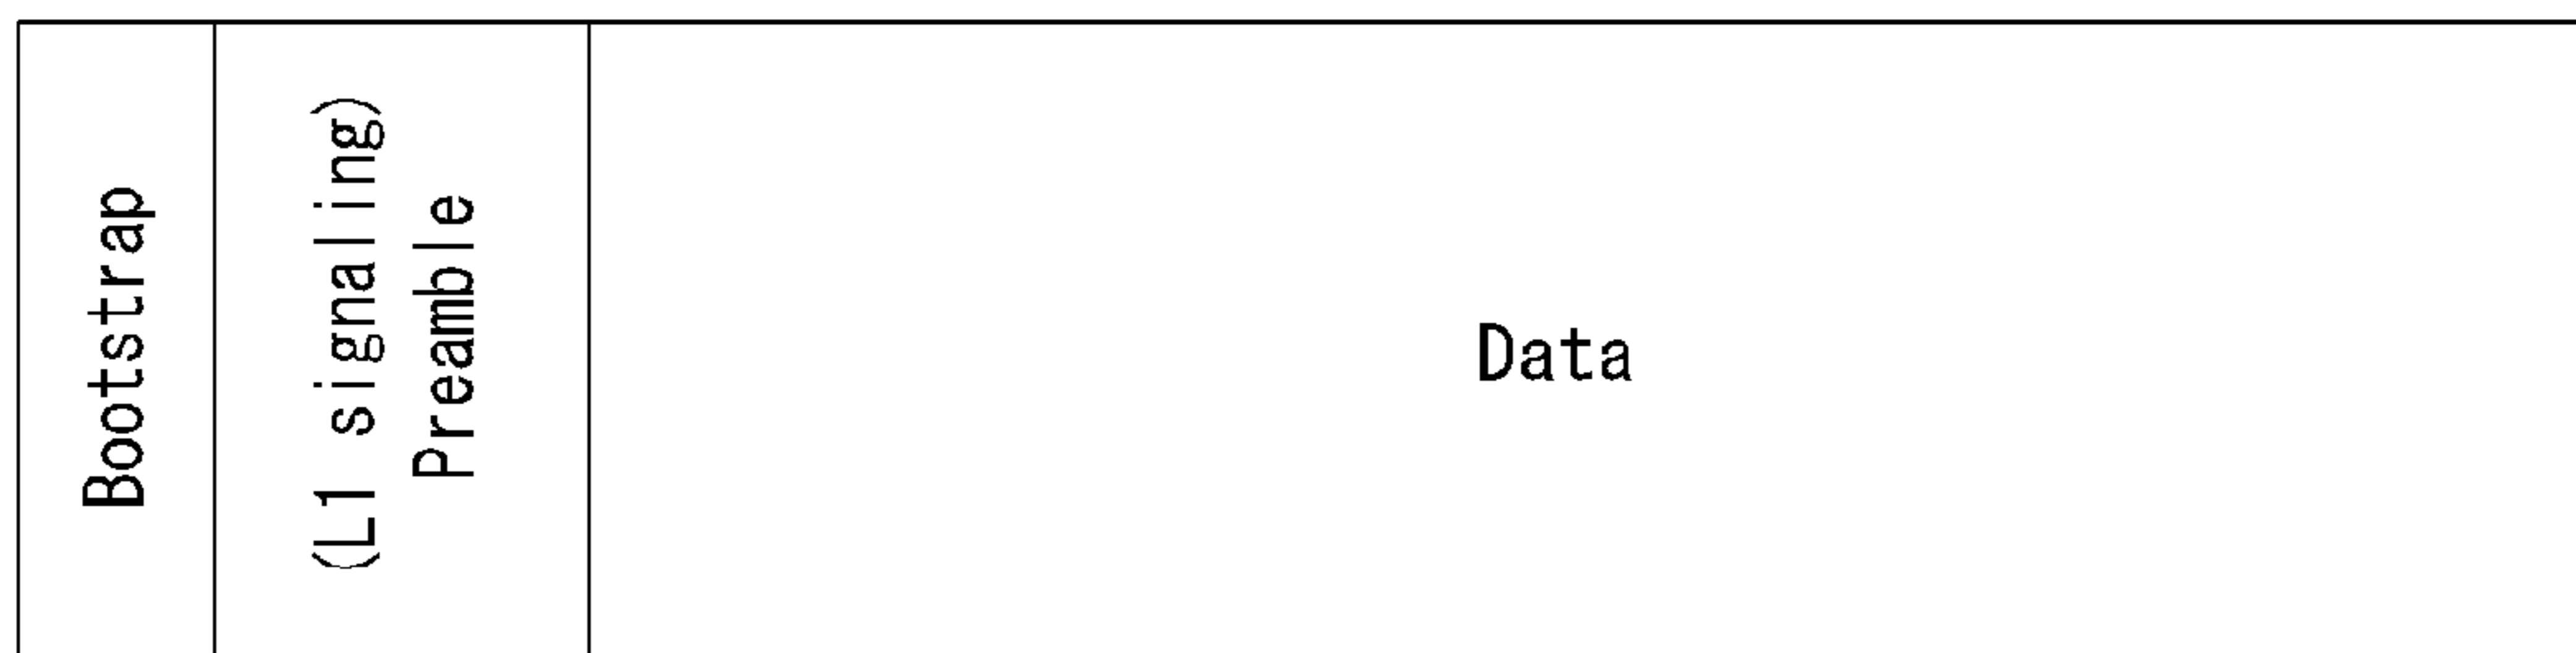 Bootstrap
(L1 signaling)
Preamble
Data